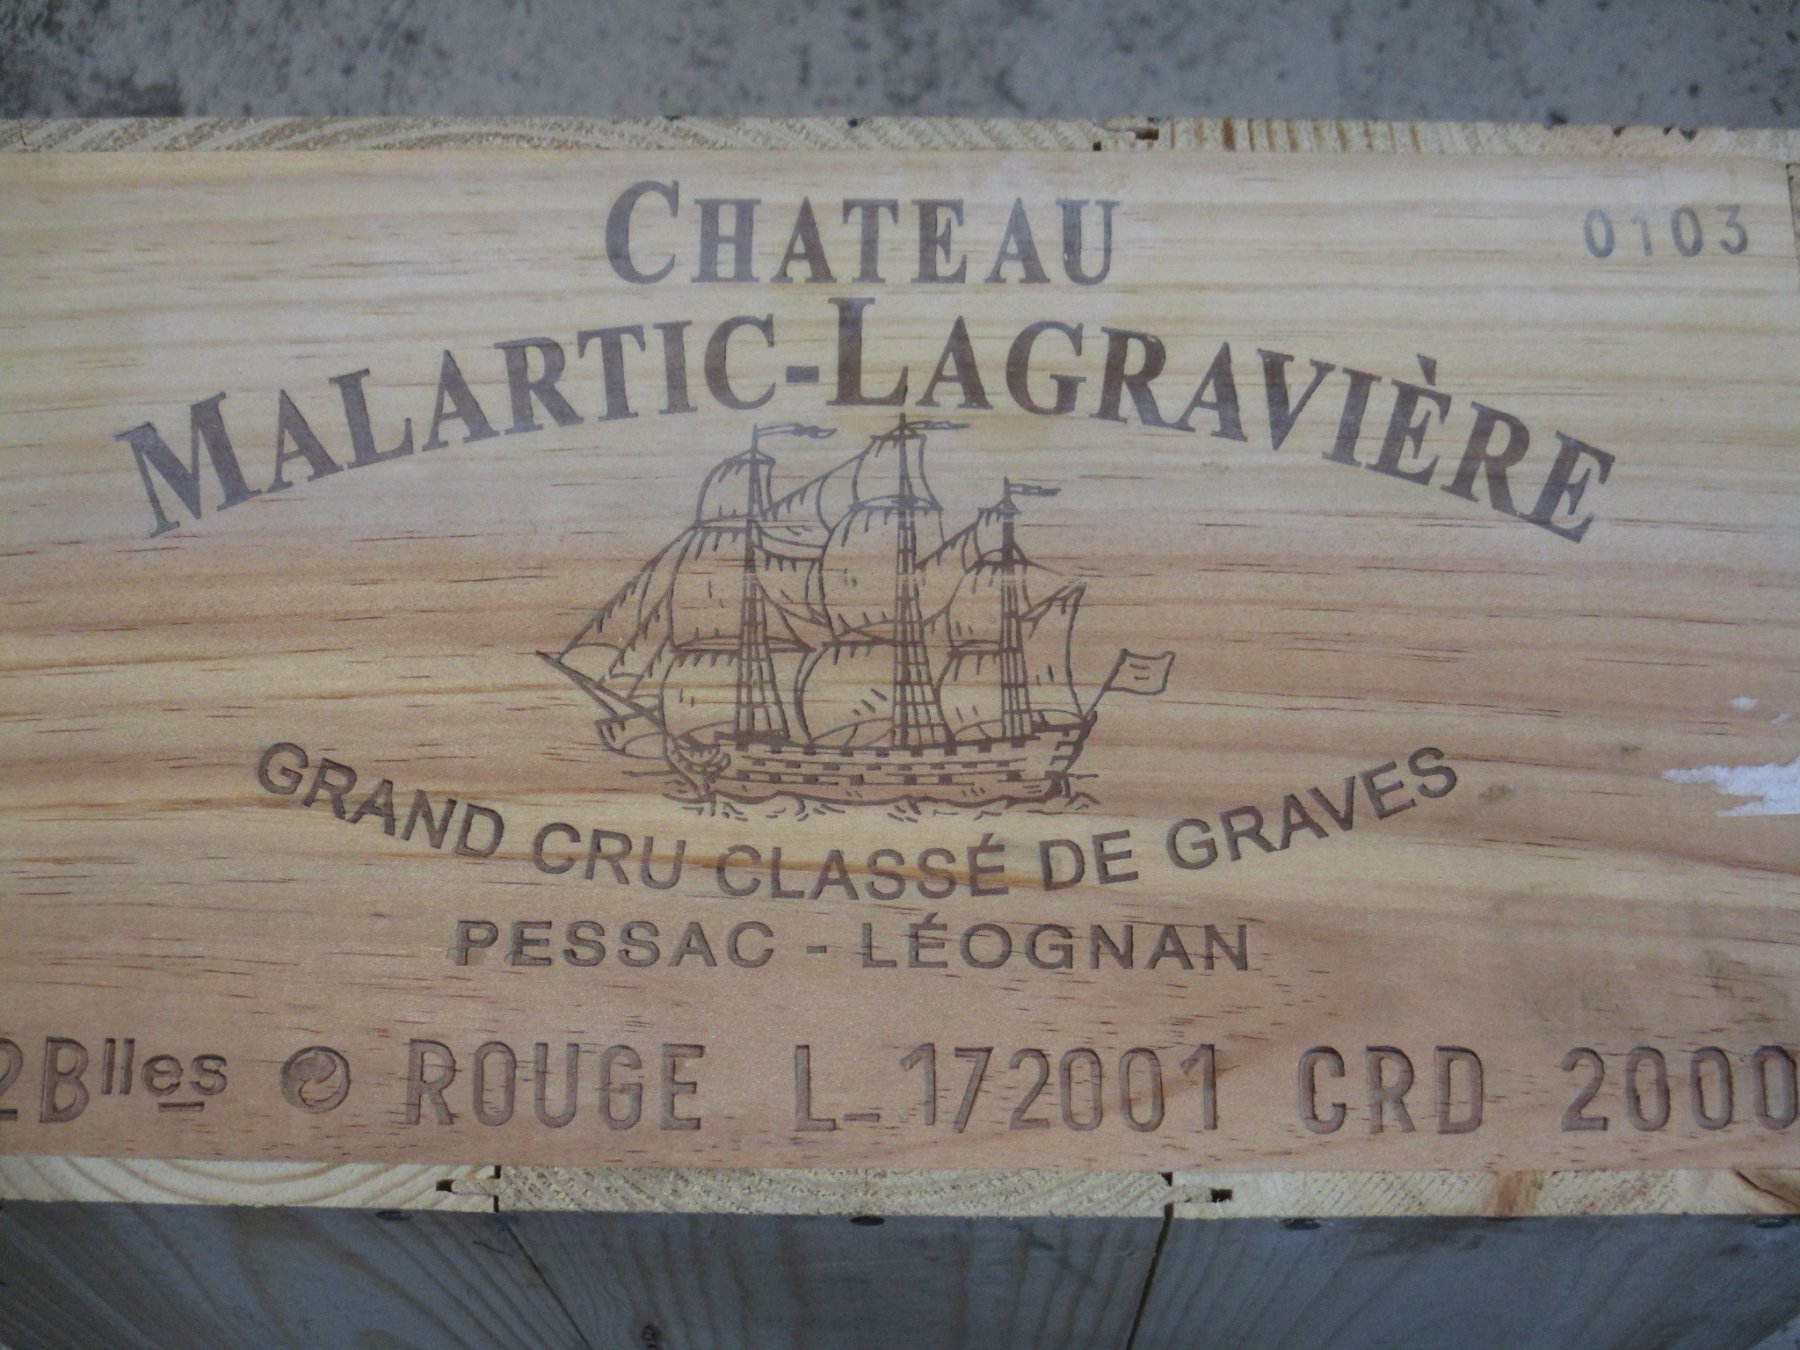 CHATEAU
0103
MALARTIC-LAGRAVIÈRE
GRAND CRU CLASSÉ DE GRAVES
PESSAC - LÉOGNAN
2Blles ROUGE L_172001 CRD 2000